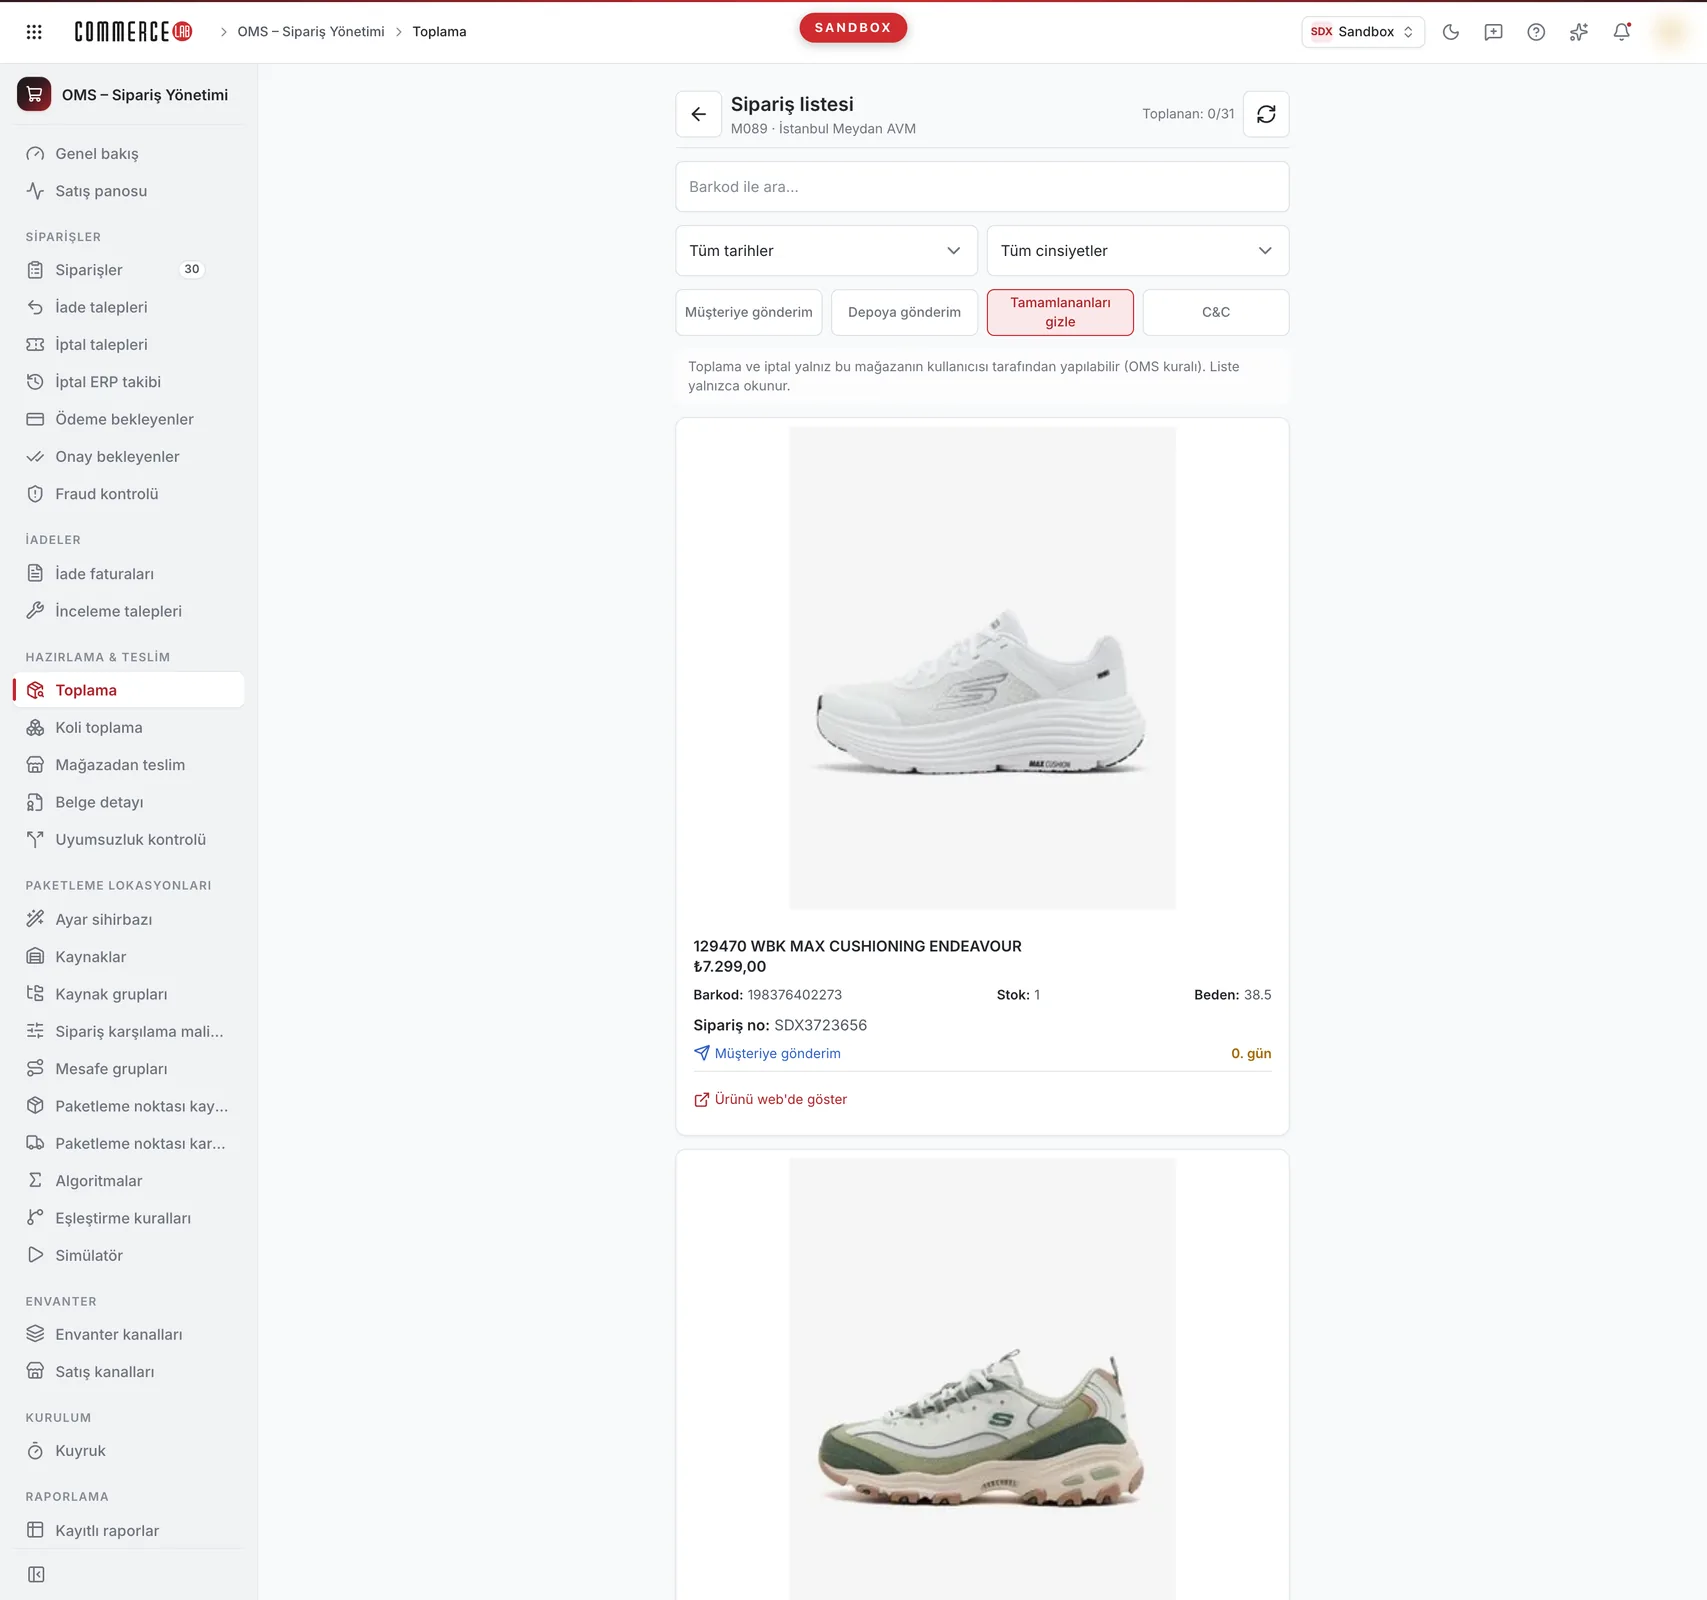 COMMERCE LAB
OMS – Sipariş Yönetimi
Toplama
SANDBOX
SDX Sandbox
OMS – Sipariş Yönetimi
Genel bakış
Satış panosu
SİPARİŞLER
Siparişler 30
İade talepleri
İptal talepleri
İptal ERP takibi
Ödeme bekleyenler
Onay bekleyenler
Fraud kontrolü
İADELER
İade faturaları
İnceleme talepleri
HAZIRLAMA & TESLİM
Toplama
Koli toplama
Mağazadan teslim
Belge detayı
Uyumsuzluk kontrolü
PAKETLEME LOKASYONLARI
Ayar sihirbazı
Kaynaklar
Kaynak grupları
Sipariş karşılama mali...
Mesafe grupları
Paketleme noktası kay...
Paketleme noktası kar...
Algoritmalar
Eşleştirme kuralları
Simülatör
ENVANTER
Envanter kanalları
Satış kanalları
KURULUM
Kuyruk
RAPORLAMA
Kayıtlı raporlar
Sipariş listesi
M089 · İstanbul Meydan AVM
Toplanan: 0/31
Barkod ile ara...
Tüm tarihler
Tüm cinsiyetler
Müşteriye gönderim
Depoya gönderim
Tamamlananları
gizle
C&C
Toplama ve iptal yalnız bu mağazanın kullanıcısı tarafından yapılabilir (OMS kuralı). Liste
yalnızca okunur.
MAX CUSHION
129470 WBK MAX CUSHIONING ENDEAVOUR
₺7.299,00
Barkod: 198376402273 Stok: 1 Beden: 38.5
Sipariş no: SDX3723656
Müşteriye gönderim 0. gün
Ürünü web'de göster
SKECHERS